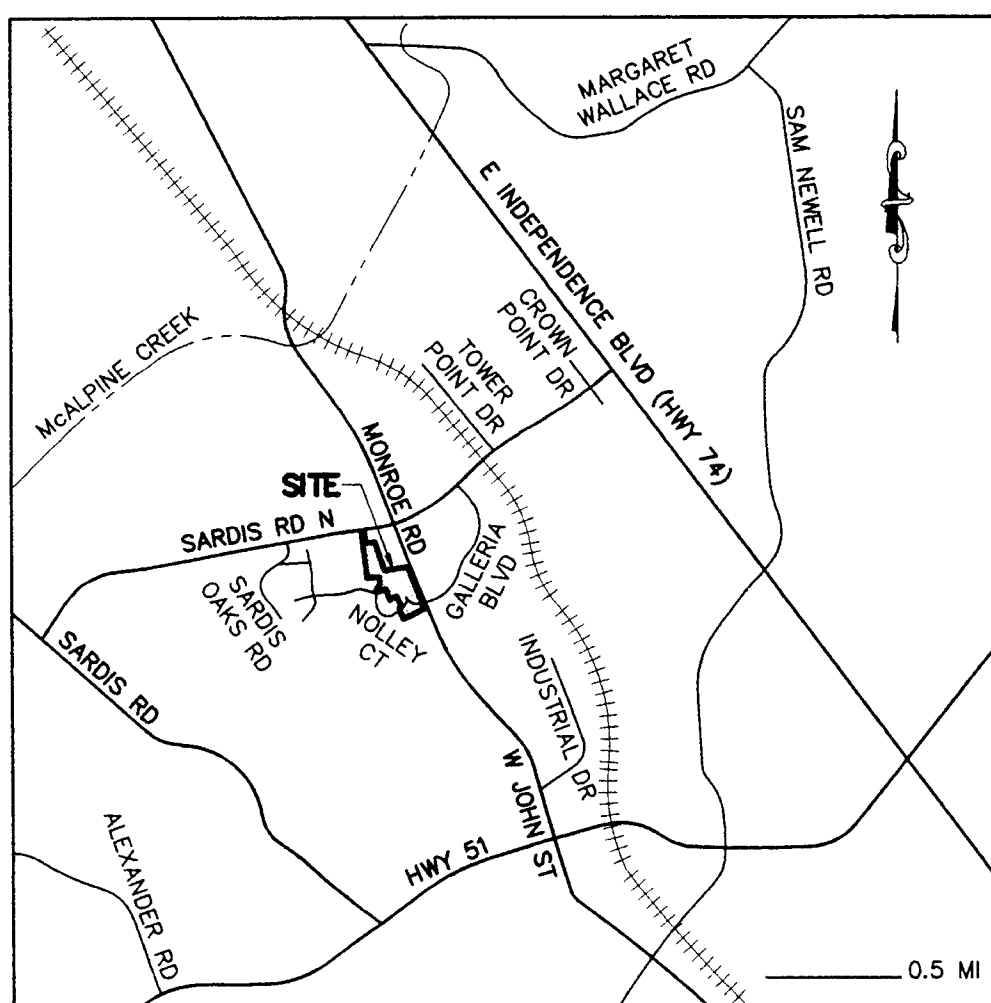 MARGARET
WALLACE RD
SAM NEWELL RD
E INDEPENDENCE BLVD (HWY 74)
CROWN
POINT DR
TOWER
POINT DR
McALPINE CREEK
MONROE RD
SITE
SARDIS RD N
GALLERIA
BLVD
SARDIS
OAKS RD
NOLLEY
CT
SARDIS RD
INDUSTRIAL DR
W JOHN ST
HWY 51
ALEXANDER RD
0.5 MI